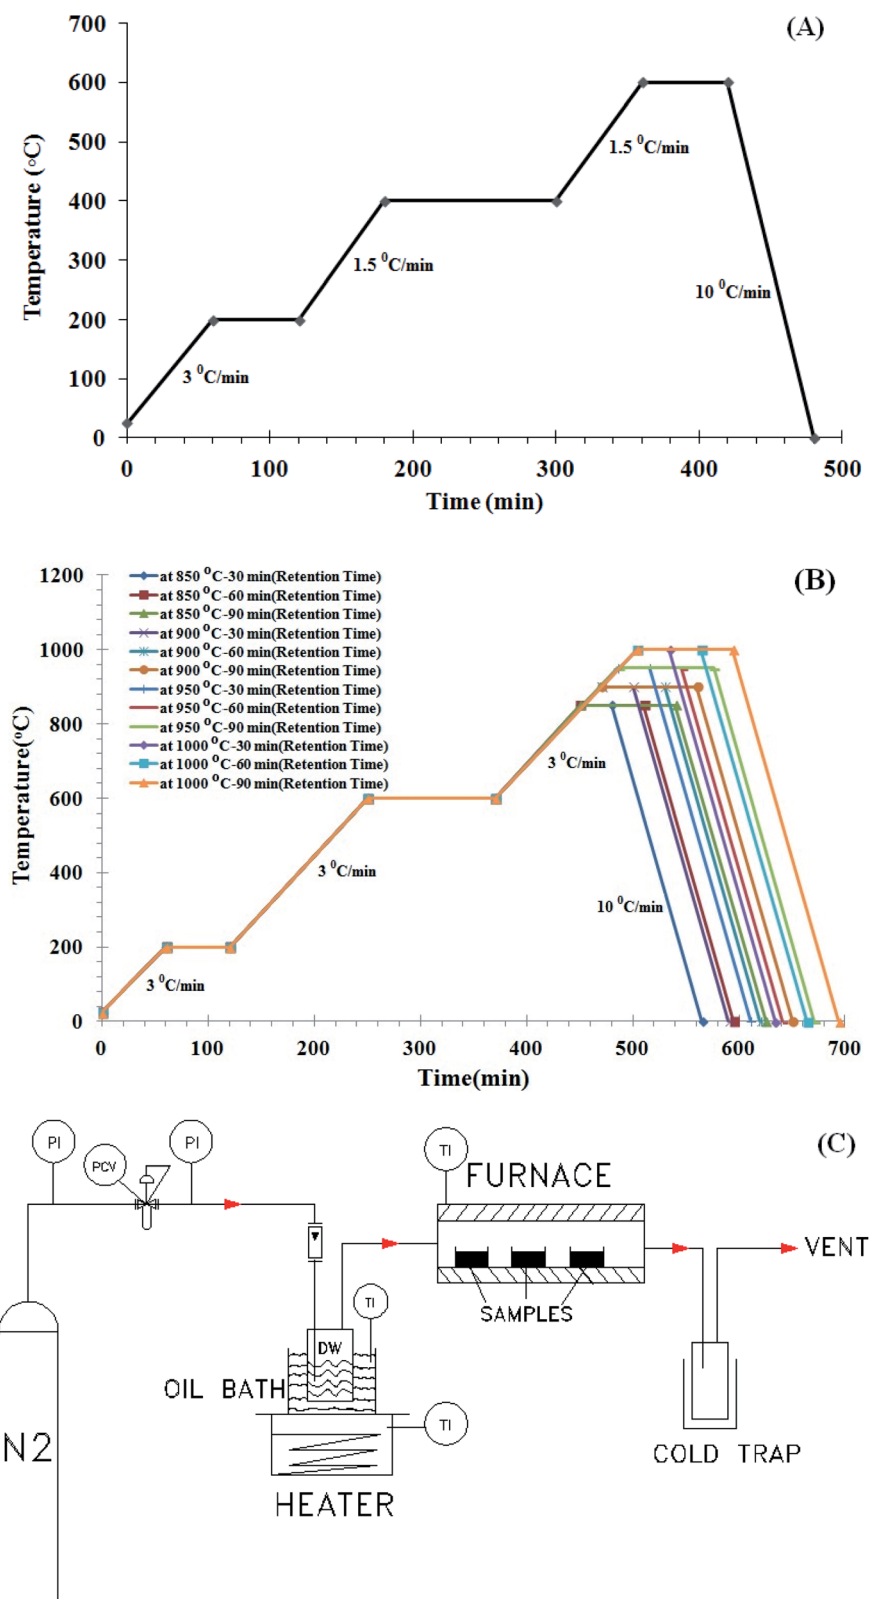 (A)
700
600
500
400
300
200
100
0
Temperature (◦C)
3 ⁰C/min
1.5 ⁰C/min
1.5 ⁰C/min
10 ⁰C/min
0 100 200 300 400 500
Time (min)
(B)
1200
1000
800
600
400
200
0
Temperature(ºC)
at 850 ⁰C-30 min(Retention Time)
at 850 ⁰C-60 min(Retention Time)
at 850 ⁰C-90 min(Retention Time)
at 900 ⁰C-30 min(Retention Time)
at 900 ⁰C-60 min(Retention Time)
at 900 ⁰C-90 min(Retention Time)
at 950 ⁰C-30 min(Retention Time)
at 950 ⁰C-60 min(Retention Time)
at 950 ⁰C-90 min(Retention Time)
at 1000 ⁰C-30 min(Retention Time)
at 1000 ⁰C-60 min(Retention Time)
at 1000 ⁰C-90 min(Retention Time)
3 ⁰C/min
3 ⁰C/min
3 ⁰C/min
10 ⁰C/min
0 100 200 300 400 500 600 700
Time(min)
(C)
PI
PCV
PI
TI
FURNACE
VENT
SAMPLES
TI
DW
OIL BATH
TI
N2
HEATER
COLD TRAP